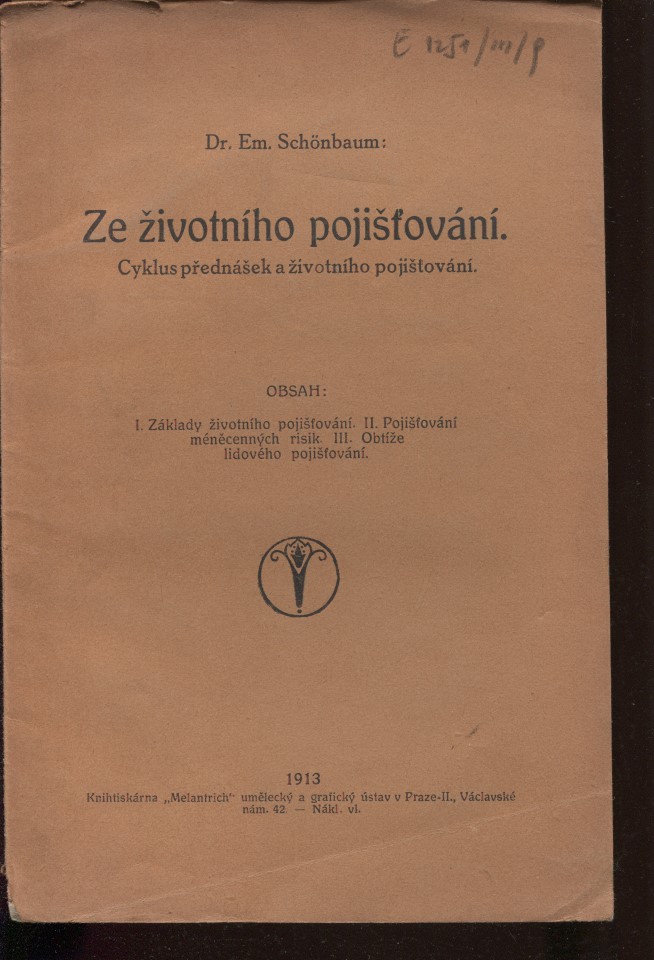 E 1251/III/9
Dr. Em. Schönbaum:
Ze životního pojišťování.
Cyklus přednášek a životního pojištování.
OBSAH:
I. Základy životního pojišťování. II. Pojišťování
méněcenných risik. III. Obtíže
lidového pojišťování.
1913
Knihtiskárna „Melantrich“ umělecký a grafický ústav v Praze-II., Václavské
nám. 42 — Nákl. vl.